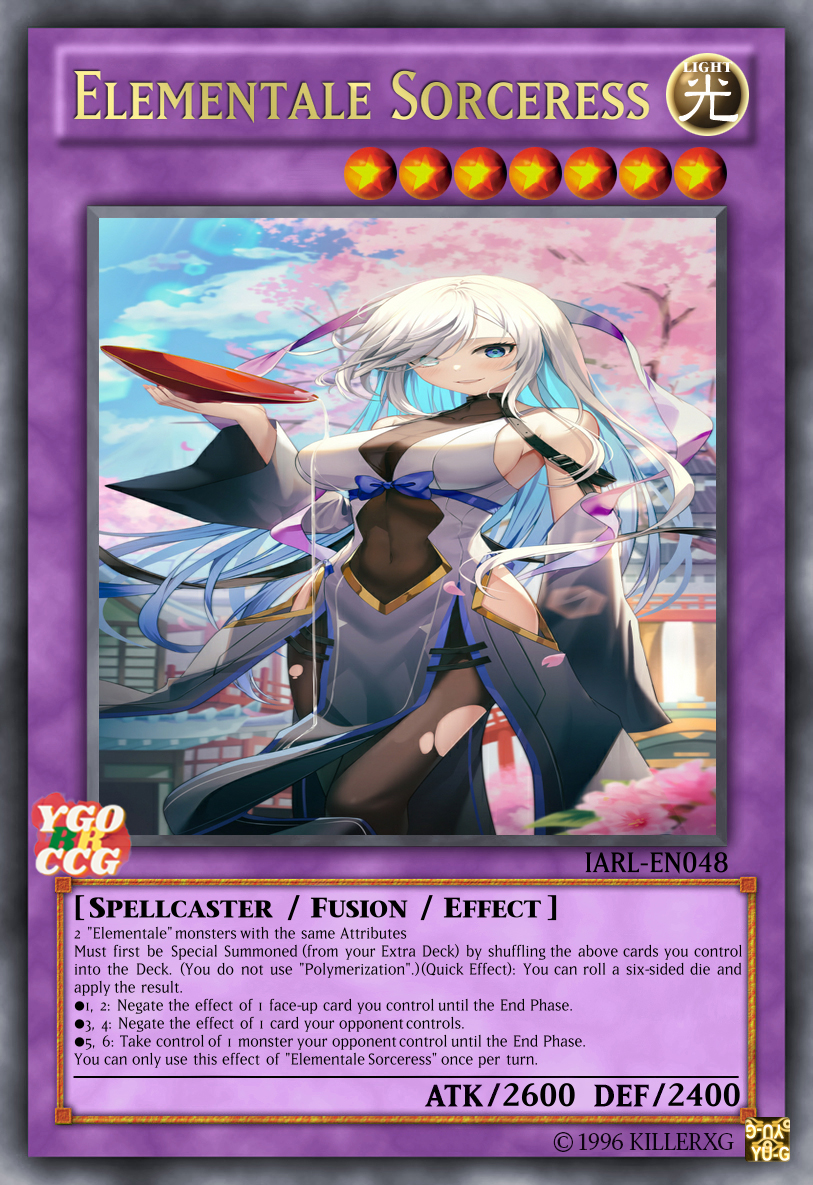 Elementale Sorceress
LIGHT
光
YGO
RR
CCG
IARL-EN048
[ Spellcaster / Fusion / Effect ]
2 "Elementale" monsters with the same Attributes
Must first be Special Summoned (from your Extra Deck) by shuffling the above cards you control
into the Deck. (You do not use "Polymerization".)(Quick Effect): You can roll a six-sided die and
apply the result.
●1, 2: Negate the effect of 1 face-up card you control until the End Phase.
●3, 4: Negate the effect of 1 card your opponent controls.
●5, 6: Take control of 1 monster your opponent controls until the End Phase.
You can only use this effect of "Elementale Sorceress" once per turn.
ATK/2600 DEF/2400
© 1996 KILLERXG